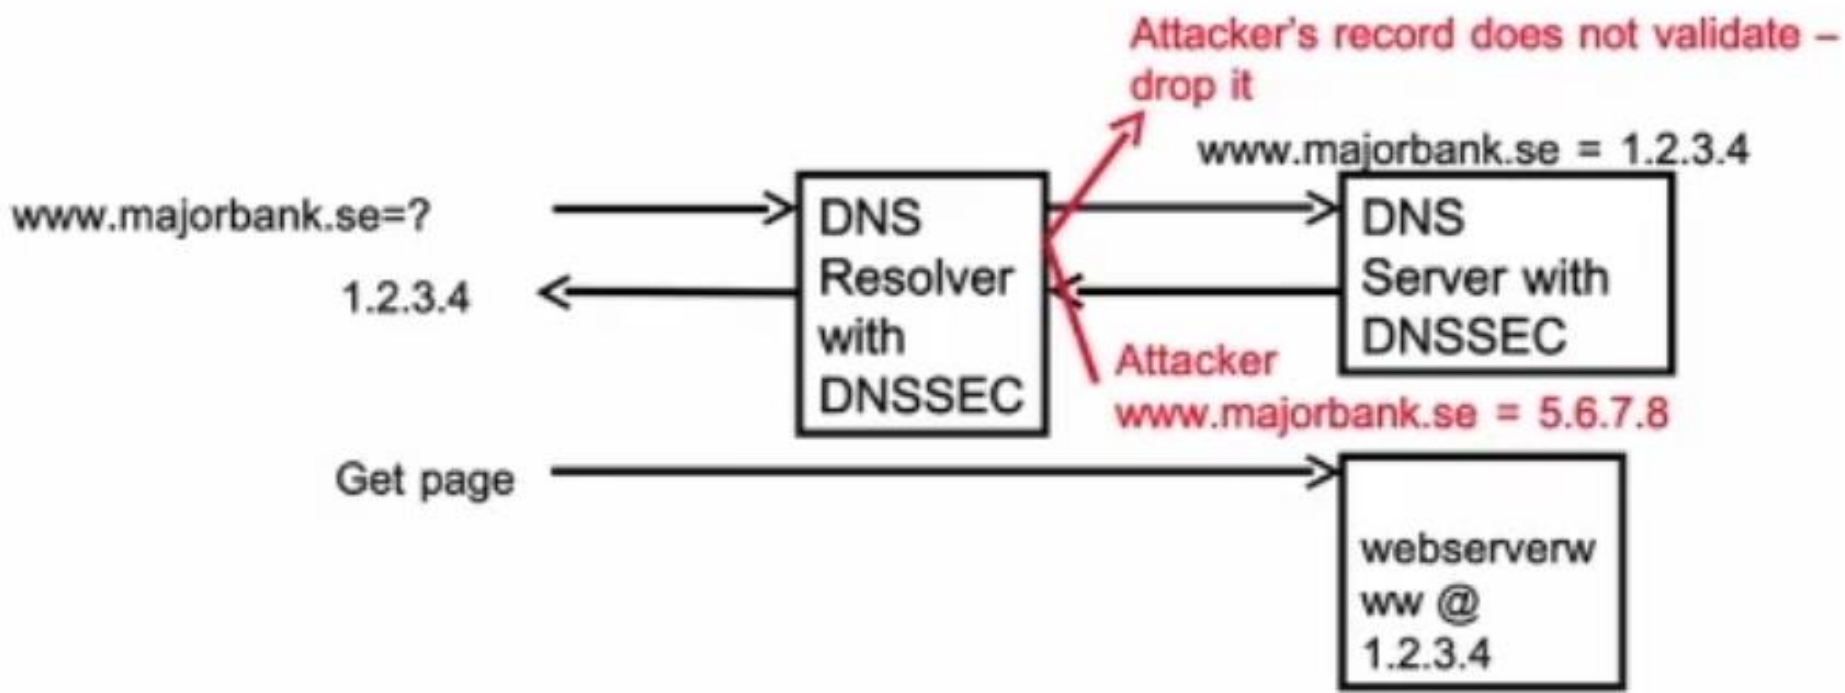 Attacker's record does not validate –
drop it
www.majorbank.se = 1.2.3.4
www.majorbank.se=?
1.2.3.4
DNS
Resolver
with
DNSSEC
DNS
Server with
DNSSEC
Attacker
www.majorbank.se = 5.6.7.8
Get page
webserverw
ww @
1.2.3.4